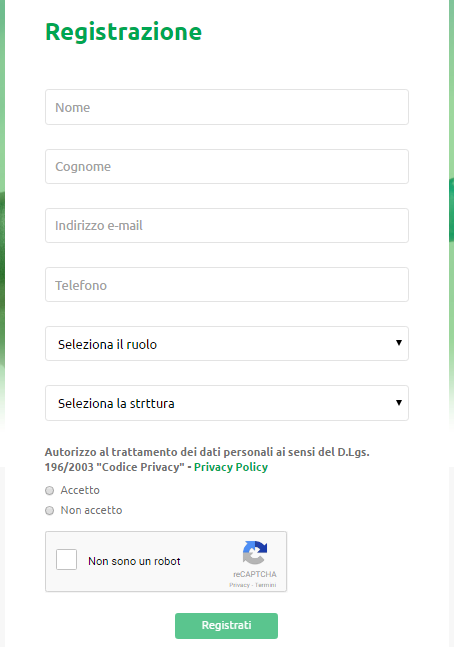 Registrazione
Nome
Cognome
Indirizzo e-mail
Telefono
Seleziona il ruolo
Seleziona la strttura
Autorizzo al trattamento dei dati personali ai sensi del D.Lgs.
196/2003 "Codice Privacy" - Privacy Policy
Accetto
Non accetto
Non sono un robot
reCAPTCHA
Privacy - Termini
Registrati